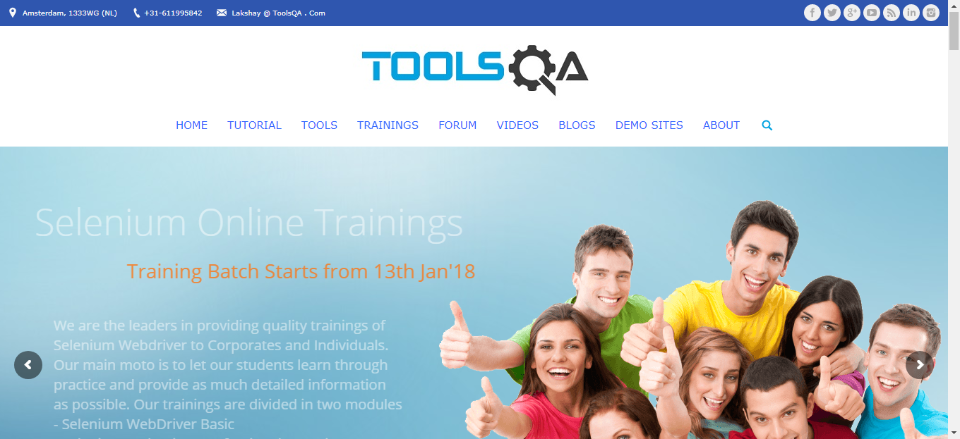 Amsterdam, 1333WG (NL) +31-611995842 Lakshay @ ToolsQA . Com
TOOLSQA
HOME TUTORIAL TOOLS TRAININGS FORUM VIDEOS BLOGS DEMO SITES ABOUT
Selenium Online Trainings
Training Batch Starts from 13th Jan'18
We are the leaders in providing quality trainings of
Selenium Webdriver to Corporates and Individuals.
Our main moto is to let our students learn through
practice and provide as much detailed information
as possible. Our trainings are divided in two modules
- Selenium WebDriver Basic